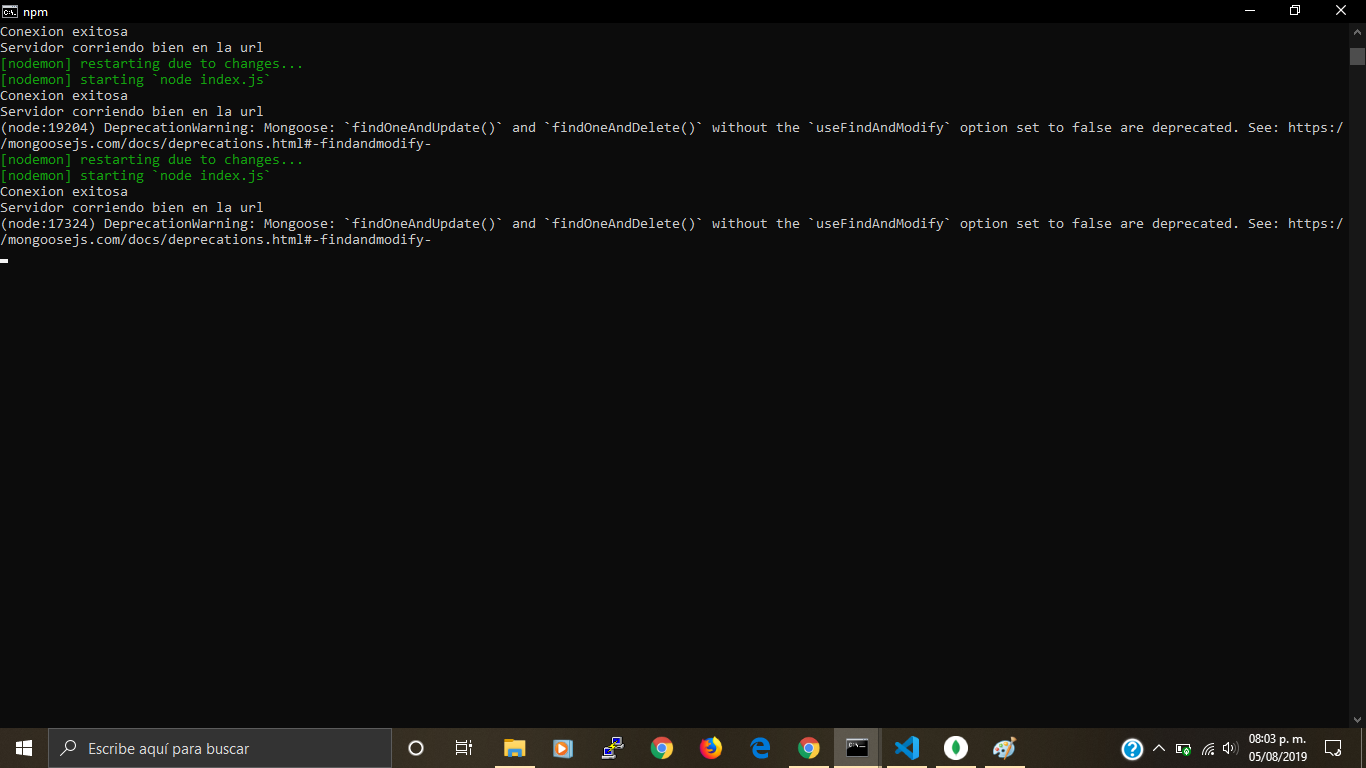 npm
Conexion exitosa
Servidor corriendo bien en la url
[nodemon] restarting due to changes...
[nodemon] starting `node index.js`
Conexion exitosa
Servidor corriendo bien en la url
(node:19204) DeprecationWarning: Mongoose: `findOneAndUpdate()` and `findOneAndDelete()` without the `useFindAndModify` option set to false are deprecated. See: https:/
/mongoosejs.com/docs/deprecations.html#-findandmodify-
[nodemon] restarting due to changes...
[nodemon] starting `node index.js`
Conexion exitosa
Servidor corriendo bien en la url
(node:17324) DeprecationWarning: Mongoose: `findOneAndUpdate()` and `findOneAndDelete()` without the `useFindAndModify` option set to false are deprecated. See: https:/
/mongoosejs.com/docs/deprecations.html#-findandmodify-
Escribe aquí para buscar
08:03 p. m.
05/08/2019